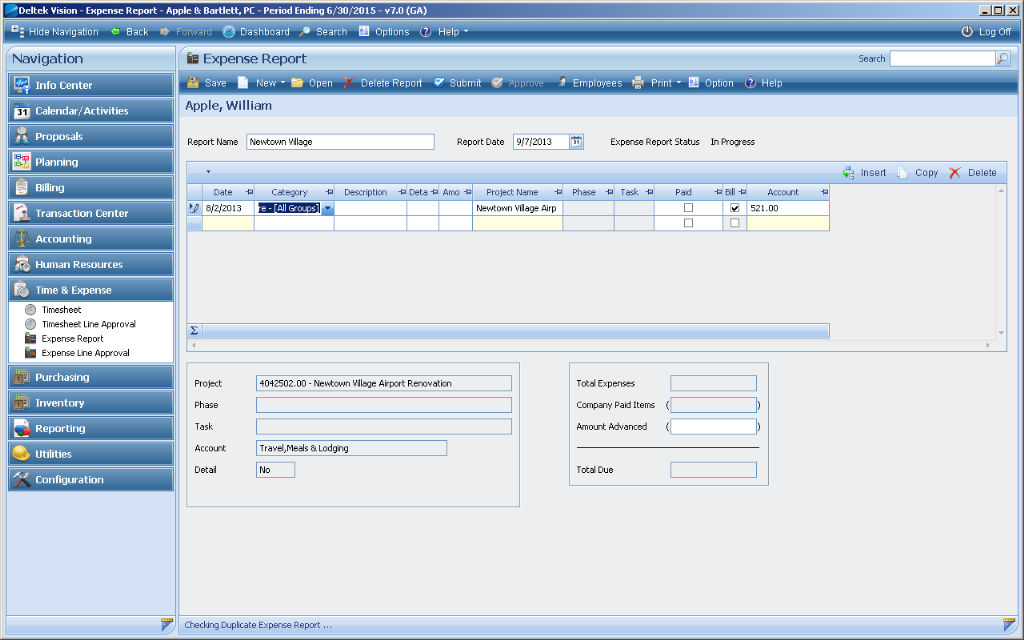 Deltek Vision - Expense Report - Apple & Bartlett, PC - Period Ending 6/30/2015 - v7.0 (GA)
Hide Navigation Back Forward Dashboard Search Options Help Log Off
Navigation
Info Center
31 Calendar/Activities
Proposals
Planning
Billing
Transaction Center
Accounting
Human Resources
Time & Expense
Timesheet
Timesheet Line Approval
Expense Report
Expense Line Approval
Purchasing
Inventory
Reporting
Utilities
Configuration
Expense Report Search
Save New Open Delete Report Submit Approve Employees Print Option Help
Apple, William
Report Name Newtown Village Report Date 9/7/2013 Expense Report Status In Progress
Insert Copy Delete
Date Category Description Deta Amo Project Name Phase Task Paid Bill Account
8/2/2013 re - [All Groups] Newtown Village Airp 521.00
Σ
Project 4042502.00 - Newtown Village Airport Renovation
Phase
Task
Account Travel,Meals & Lodging
Detail No
Total Expenses
Company Paid Items ( )
Amount Advanced ( )
Total Due
Checking Duplicate Expense Report ...